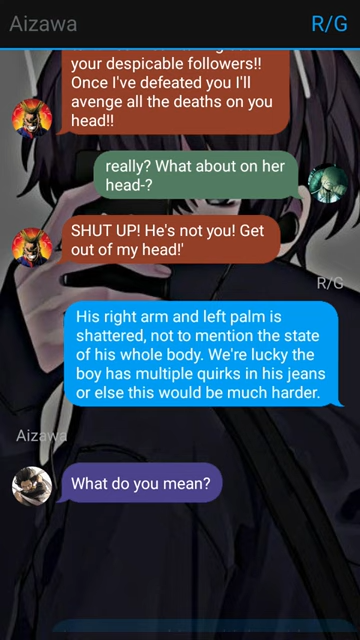 Aizawa R/G
your despicable followers!!
Once I've defeated you I'll
avenge all the deaths on you
head!!
really? What about on her
head-?
SHUT UP! He's not you! Get
out of my head!'
R/G
His right arm and left palm is
shattered, not to mention the state
of his whole body. We're lucky the
boy has multiple quirks in his jeans
or else this would be much harder.
Aizawa
What do you mean?